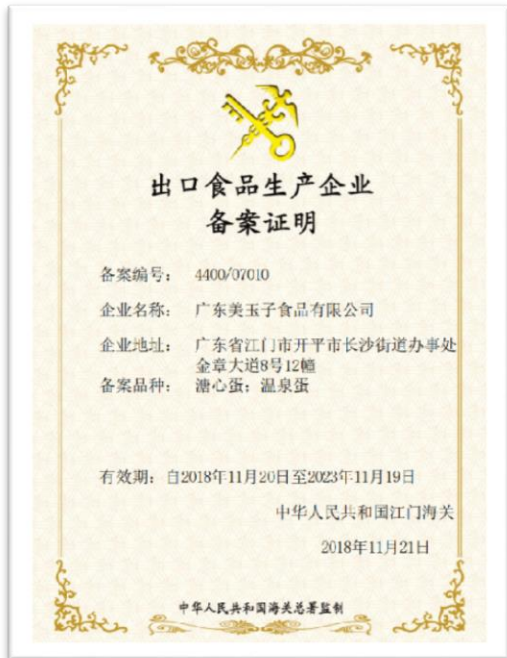 出口食品生产企业
备案证明
备案编号： 4400/07010
企业名称： 广东美玉子食品有限公司
企业地址： 广东省江门市开平市长沙街道办事处
金章大道8号12幢
备案品种： 溏心蛋；温泉蛋
有效期：自2018年11月20日至2023年11月19日
中华人民共和国江门海关
2018年11月21日
中华人民共和国海关总署监制